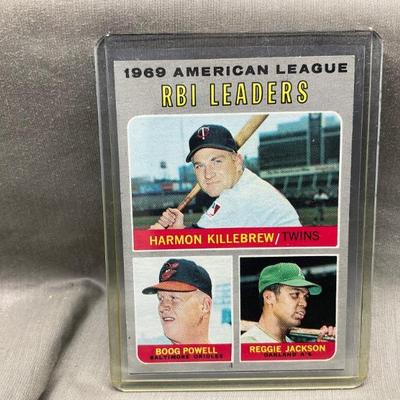 1969 AMERICAN LEAGUE
RBI LEADERS
HARMON KILLEBREW/TWINS
BOOG POWELL
BALTIMORE ORIOLES
REGGIE JACKSON
OAKLAND A's